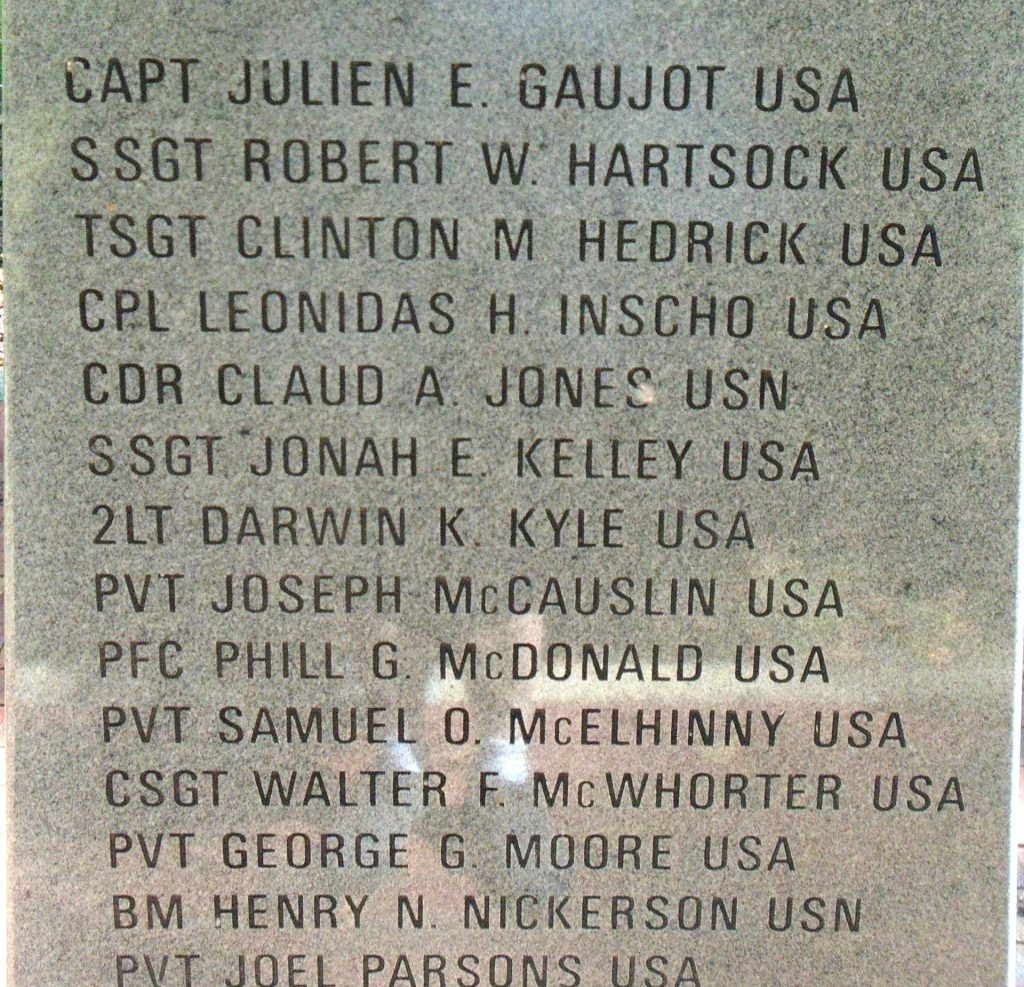 CAPT JULIEN E. GAUJOT USA
SSGT ROBERT W. HARTSOCK USA
TSGT CLINTON M HEDRICK USA
CPL LEONIDAS H. INSCHO USA
CDR CLAUD A. JONES USN
SSGT JONAH E. KELLEY USA
2LT DARWIN K. KYLE USA
PVT JOSEPH McCAUSLIN USA
PFC PHILL G. McDONALD USA
PVT SAMUEL O. McELHINNY USA
CSGT WALTER F. McWHORTER USA
PVT GEORGE G. MOORE USA
BM HENRY N. NICKERSON USN
PVT JOEL PARSONS USA